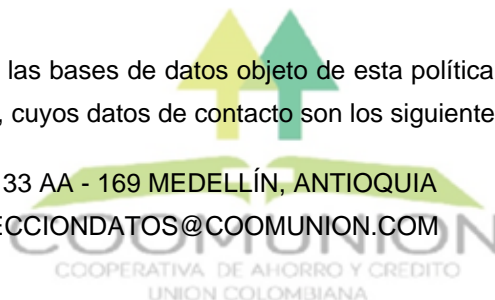 las bases de datos objeto de esta política
, cuyos datos de contacto son los siguiente
33 AA - 169 MEDELLÍN, ANTIOQUIA
ECCIONDATOS@COOMUNION.COM
COOMUNION
COOPERATIVA DE AHORRO Y CREDITO
UNION COLOMBIANA